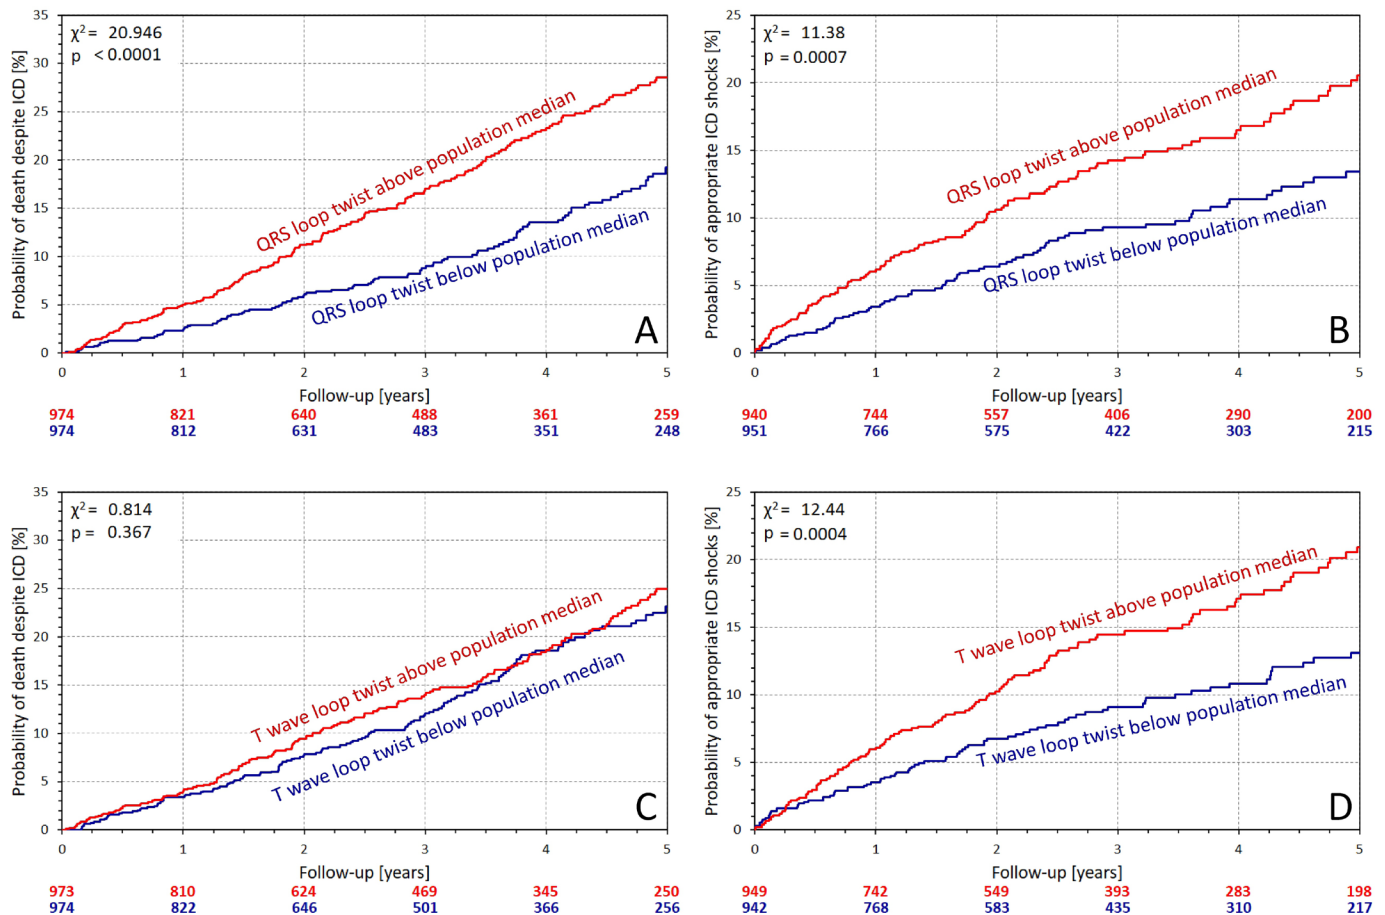 χ²= 20.946
p < 0.0001
Probability of death despite ICD [%]
35
30
25
20
15
10
5
0
QRS loop twist above population median
QRS loop twist below population median
A
0 1 2 3 4 5
Follow-up [years]
974 821 640 488 361 259
974 812 631 483 351 248
χ²= 11.38
p = 0.0007
Probability of appropriate ICD shocks [%]
25
20
15
10
5
0
QRS loop twist above population median
QRS loop twist below population median
B
0 1 2 3 4 5
Follow-up [years]
940 744 557 406 290 200
951 766 575 422 303 215
χ²= 0.814
p = 0.367
Probability of death despite ICD [%]
35
30
25
20
15
10
5
0
T wave loop twist above population median
T wave loop twist below population median
C
0 1 2 3 4 5
Follow-up [years]
973 810 624 469 345 250
974 822 646 501 366 256
χ²= 12.44
p = 0.0004
Probability of appropriate ICD shocks [%]
25
20
15
10
5
0
T wave loop twist above population median
T wave loop twist below population median
D
0 1 2 3 4 5
Follow-up [years]
949 742 549 393 283 198
942 768 583 435 310 217